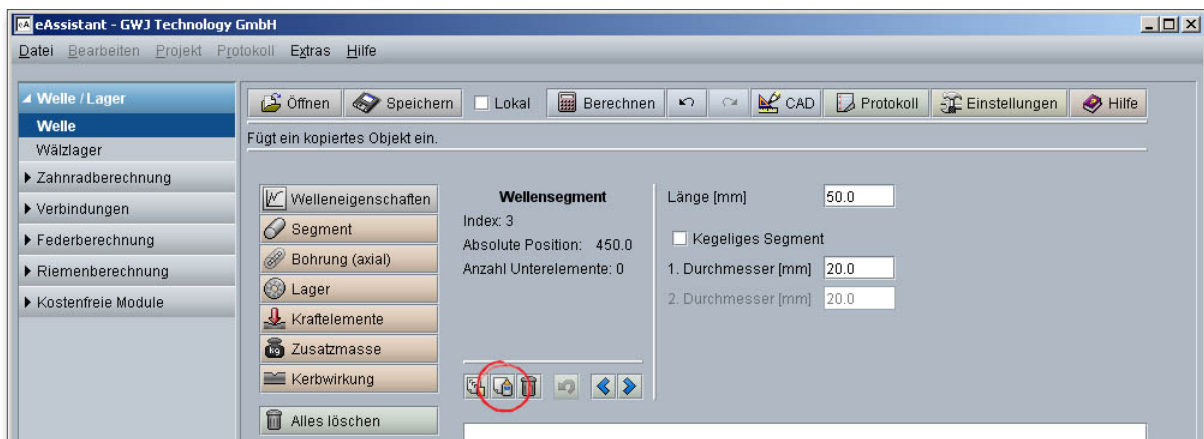 eA eAssistant - GWJ Technology GmbH
Datei Bearbeiten Projekt Protokoll Extras Hilfe
Welle / Lager
Welle
Wälzlager
Zahnradberechnung
Verbindungen
Federberechnung
Riemenberechnung
Kostenfreie Module
Öffnen Speichern Lokal Berechnen CAD Protokoll Einstellungen Hilfe
Fügt ein kopiertes Objekt ein.
Welleneigenschaften
Segment
Bohrung (axial)
Lager
Kraftelemente
kg Zusatzmasse
Kerbwirkung
Alles löschen
Wellensegment
Index: 3
Absolute Position: 450.0
Anzahl Unterelemente: 0
Länge [mm] 50.0
Kegeliges Segment
1. Durchmesser [mm] 20.0
2. Durchmesser [mm] 20.0